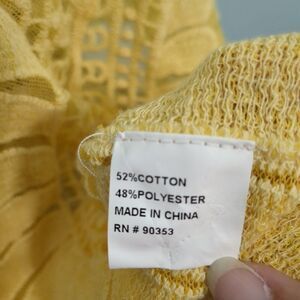 52%COTTON
48%POLYESTER
MADE IN CHINA
RN # 90353